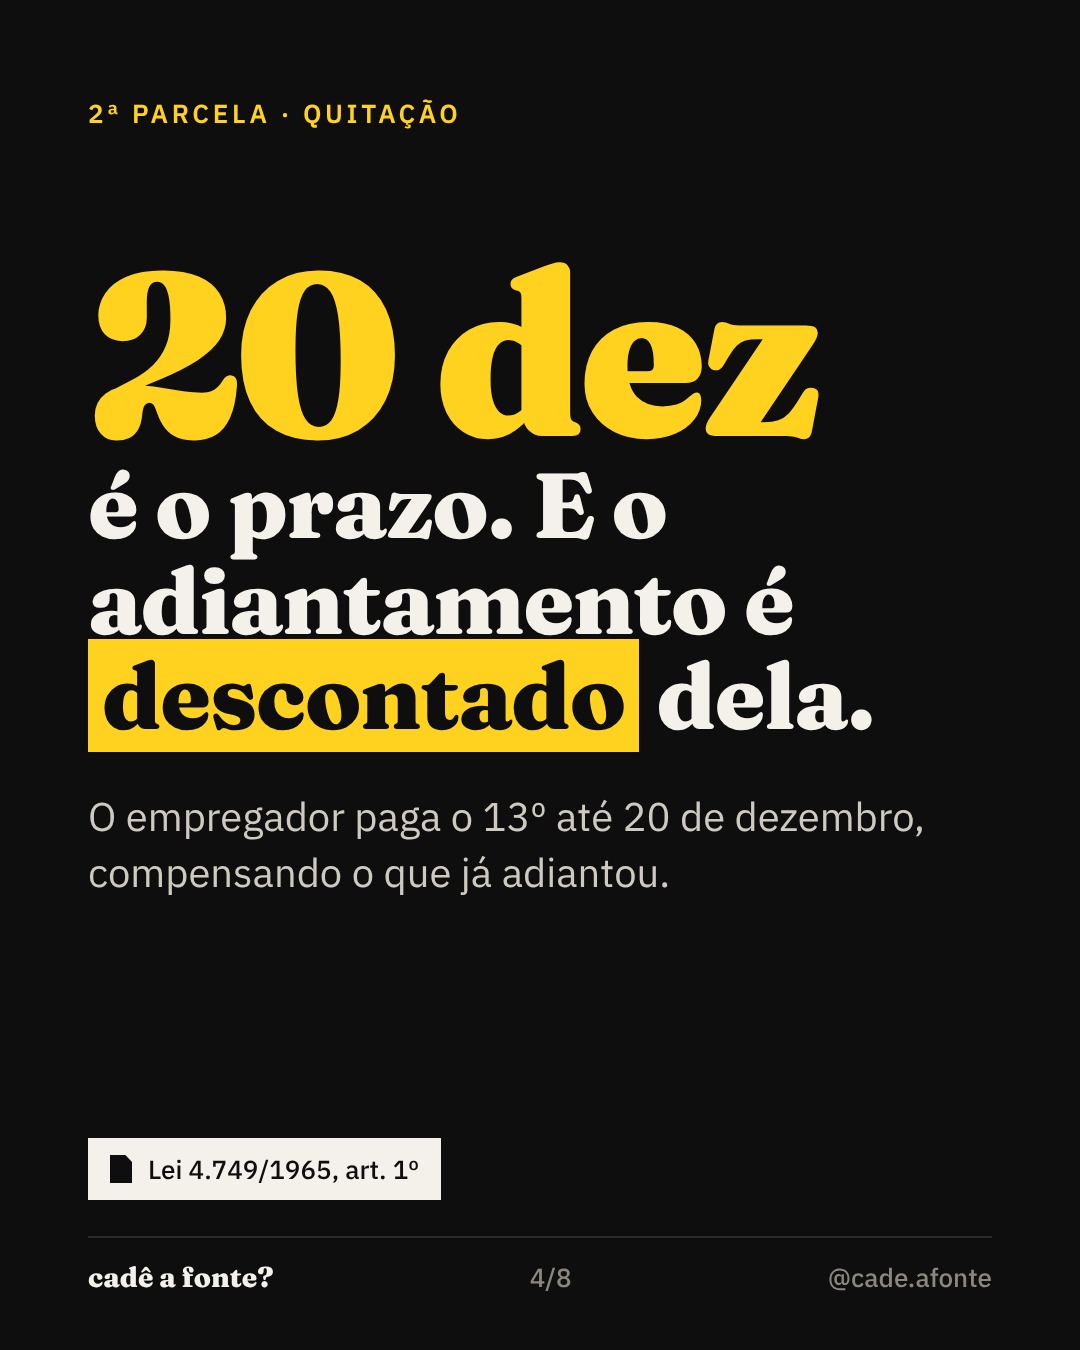 2ª PARCELA · QUITAÇÃO
20 dez
é o prazo. E o
adiantamento é
descontado dela.
O empregador paga o 13º até 20 de dezembro,
compensando o que já adiantou.
Lei 4.749/1965, art. 1º
cadê a fonte?
4/8
@cade.afonte